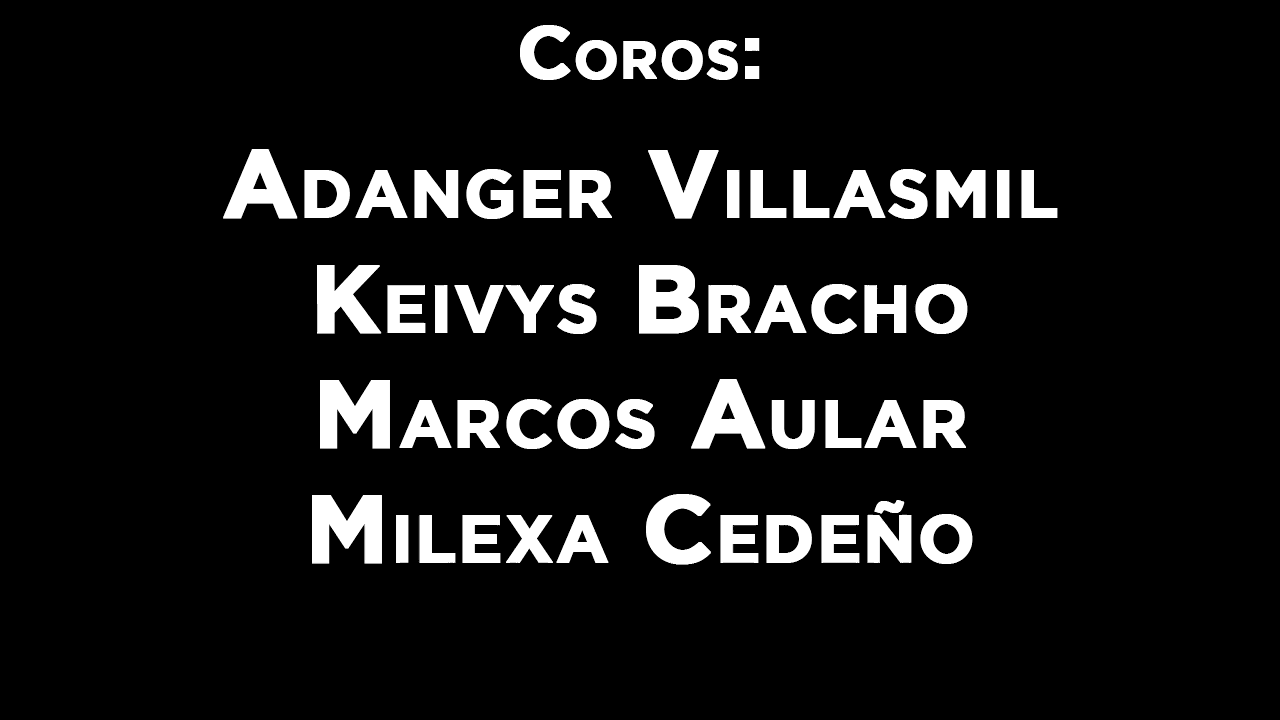 Coros:
Adanger Villasmil
Keivys Bracho
Marcos Aular
Milexa Cedeño